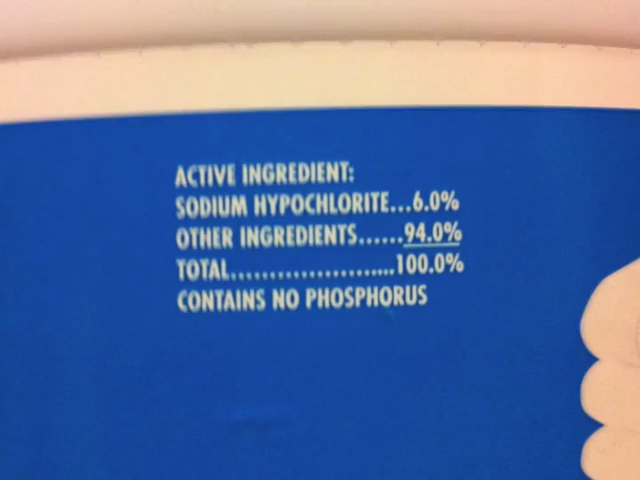 ACTIVE INGREDIENT:
SODIUM HYPOCHLORITE...6.0%
OTHER INGREDIENTS......94.0%
TOTAL......................100.0%
CONTAINS NO PHOSPHORUS